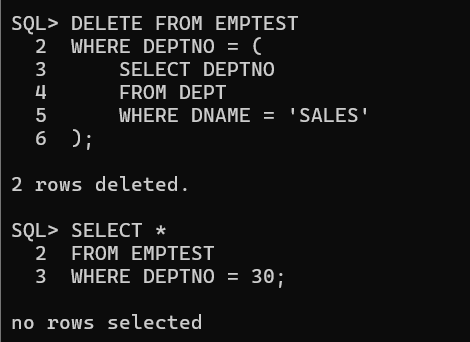 SQL> DELETE FROM EMPTEST
  2  WHERE DEPTNO = (
  3      SELECT DEPTNO
  4      FROM DEPT
  5      WHERE DNAME = 'SALES'
  6  );

2 rows deleted.

SQL> SELECT *
  2  FROM EMPTEST
  3  WHERE DEPTNO = 30;

no rows selected